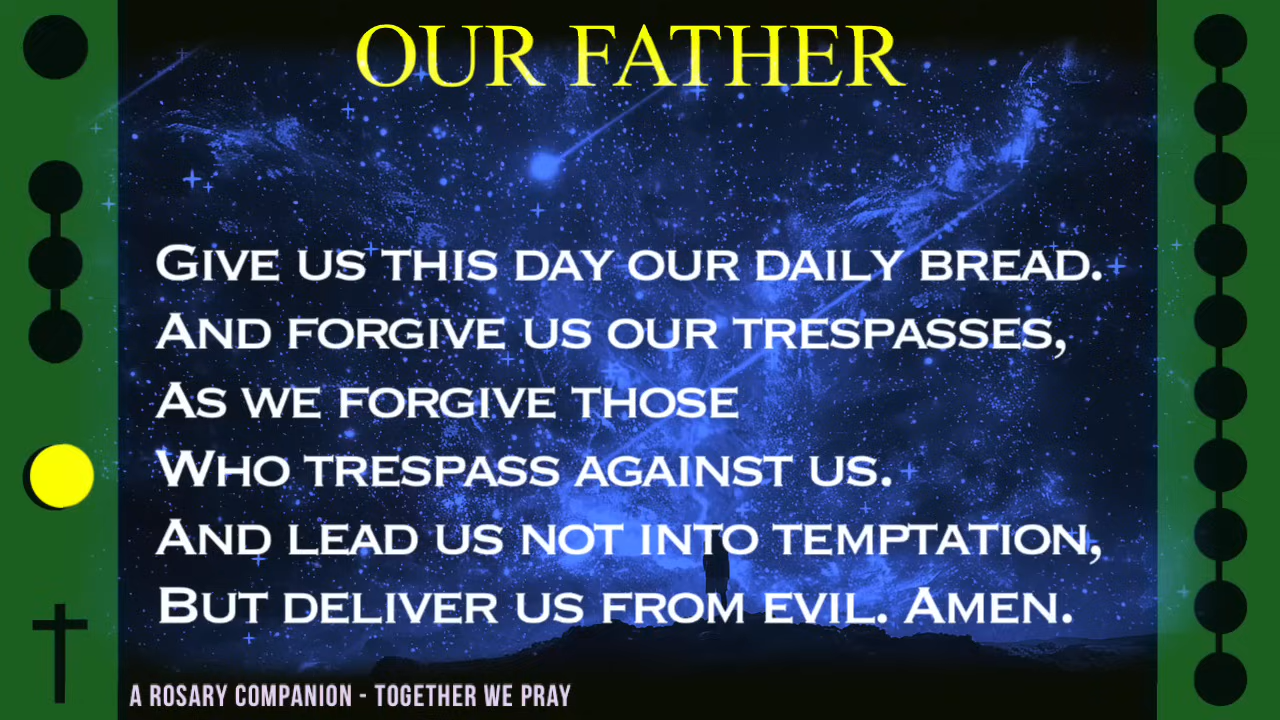 OUR FATHER
GIVE US THIS DAY OUR DAILY BREAD.
AND FORGIVE US OUR TRESPASSES,
AS WE FORGIVE THOSE
WHO TRESPASS AGAINST US.
AND LEAD US NOT INTO TEMPTATION,
BUT DELIVER US FROM EVIL. AMEN.
A ROSARY COMPANION - TOGETHER WE PRAY